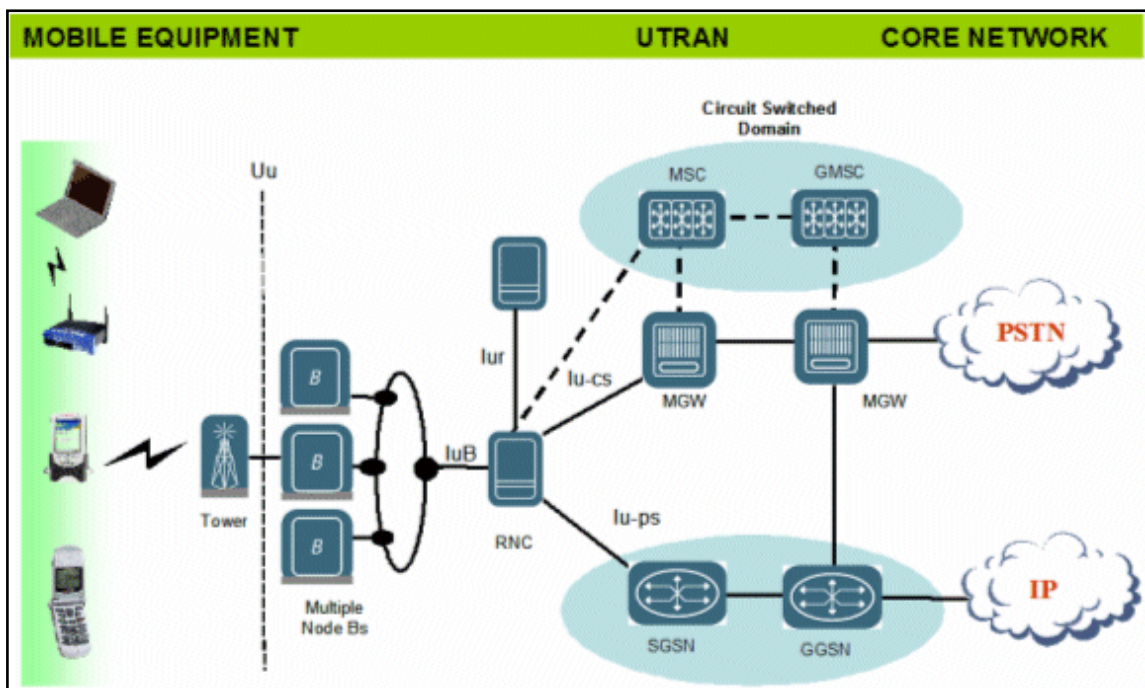 MOBILE EQUIPMENT UTRAN CORE NETWORK
Circuit Switched
Domain
Uu
MSC GMSC
Iur
Iu-cs
PSTN
MGW MGW
B
B
B
IuB
Tower
RNC
Iu-ps
Multiple
Node Bs
SGSN GGSN
IP